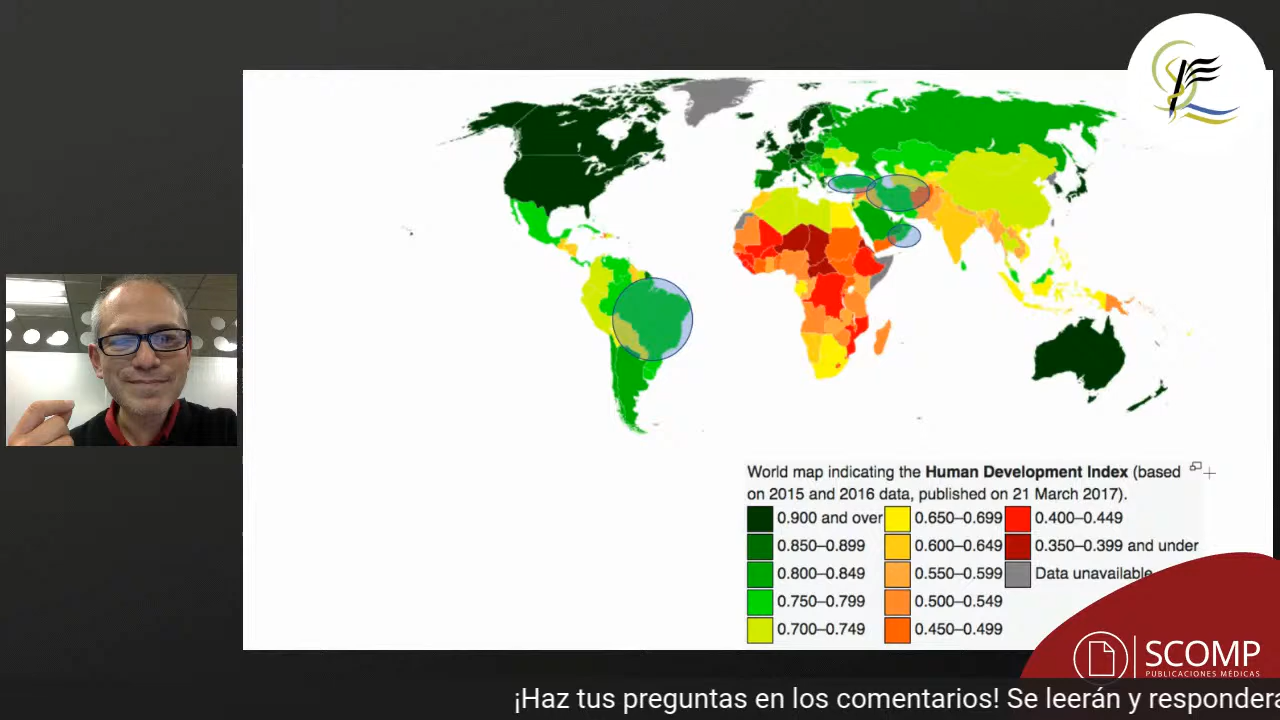 World map indicating the Human Development Index (based
on 2015 and 2016 data, published on 21 March 2017).
0.900 and over
0.850–0.899
0.800–0.849
0.750–0.799
0.700–0.749
0.650–0.699
0.600–0.649
0.550–0.599
0.500–0.549
0.450–0.499
0.400–0.449
0.350–0.399 and under
Data unavailable
SCOMP
PUBLICACIONES MÉDICAS
¡Haz tus preguntas en los comentarios! Se leerán y respondera